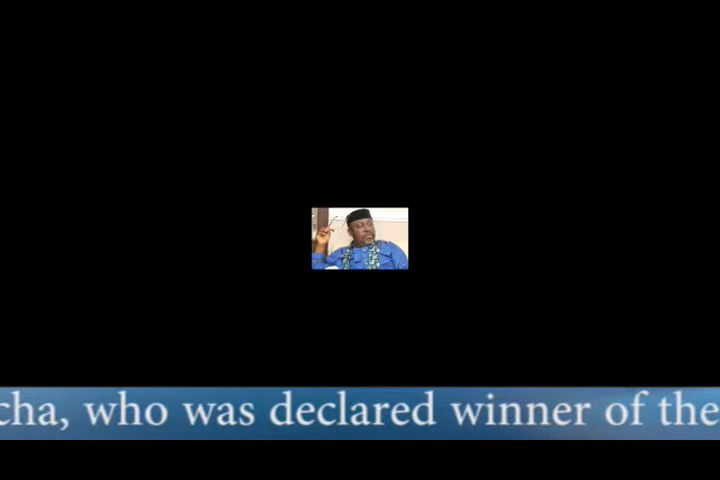 cha, who was declared winner of the